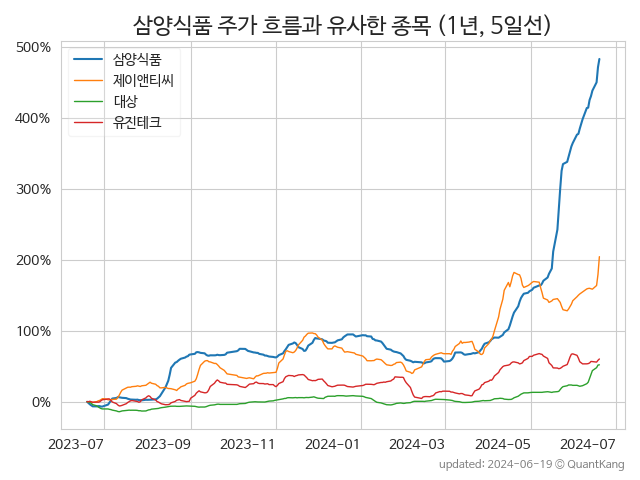 삼양식품 주가 흐름과 유사한 종목 (1년, 5일선)
500%
400%
300%
200%
100%
0%
삼양식품
제이앤티씨
대상
유진테크
2023-07 2023-09 2023-11 2024-01 2024-03 2024-05 2024-07
updated: 2024-06-19 © QuantKang